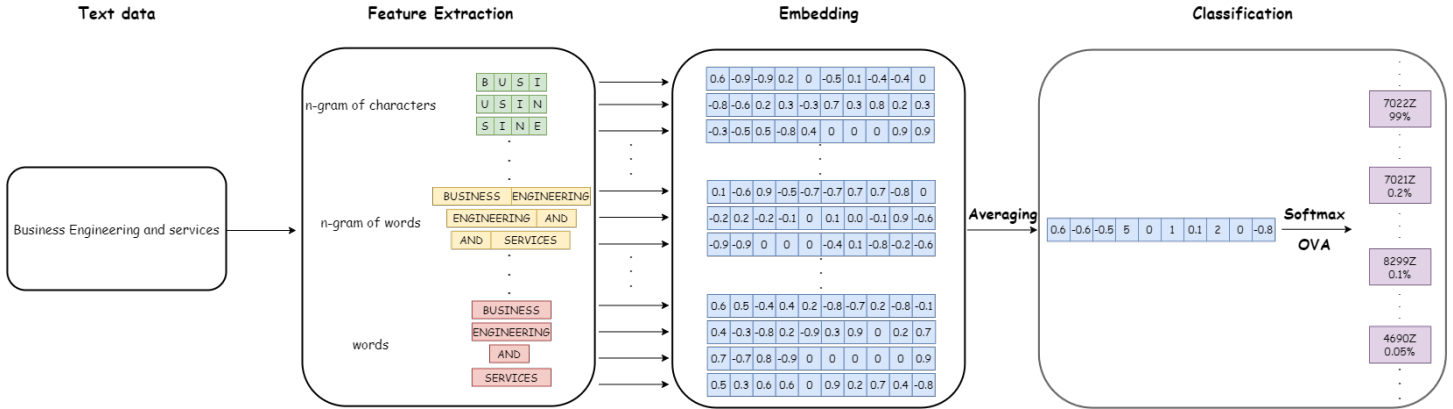 Text data Feature Extraction Embedding Classification
n-gram of characters
B U S I
U S I N
S I N E
0.6 -0.9 -0.9 0.2 0 -0.5 0.1 -0.4 -0.4 0
-0.8 -0.6 0.2 0.3 -0.3 0.7 0.3 0.8 0.2 0.3
-0.3 -0.5 0.5 -0.8 0.4 0 0 0 0.9 0.9
Business Engineering and services
n-gram of words
BUSINESS ENGINEERING
ENGINEERING AND
AND SERVICES
0.1 -0.6 0.9 -0.5 -0.7 -0.7 0.7 0.7 -0.8 0
-0.2 0.2 -0.2 -0.1 0 0.1 0.0 -0.1 0.9 -0.6
-0.9 -0.9 0 0 0 -0.4 0.1 -0.8 -0.2 -0.6
words
BUSINESS
ENGINEERING
AND
SERVICES
0.6 0.5 -0.4 0.4 0.2 -0.8 -0.7 0.2 -0.8 -0.1
0.4 -0.3 -0.8 0.2 -0.9 0.3 0.9 0 0.2 0.7
0.7 -0.7 0.8 -0.9 0 0 0 0 0 0.9
0.5 0.3 0.6 0.6 0 0.9 0.2 0.7 0.4 -0.8
Averaging
0.6 -0.6 -0.5 5 0 1 0.1 2 0 -0.8
Softmax
OVA
7022Z
99%
7021Z
0.2%
8299Z
0.1%
4690Z
0.05%